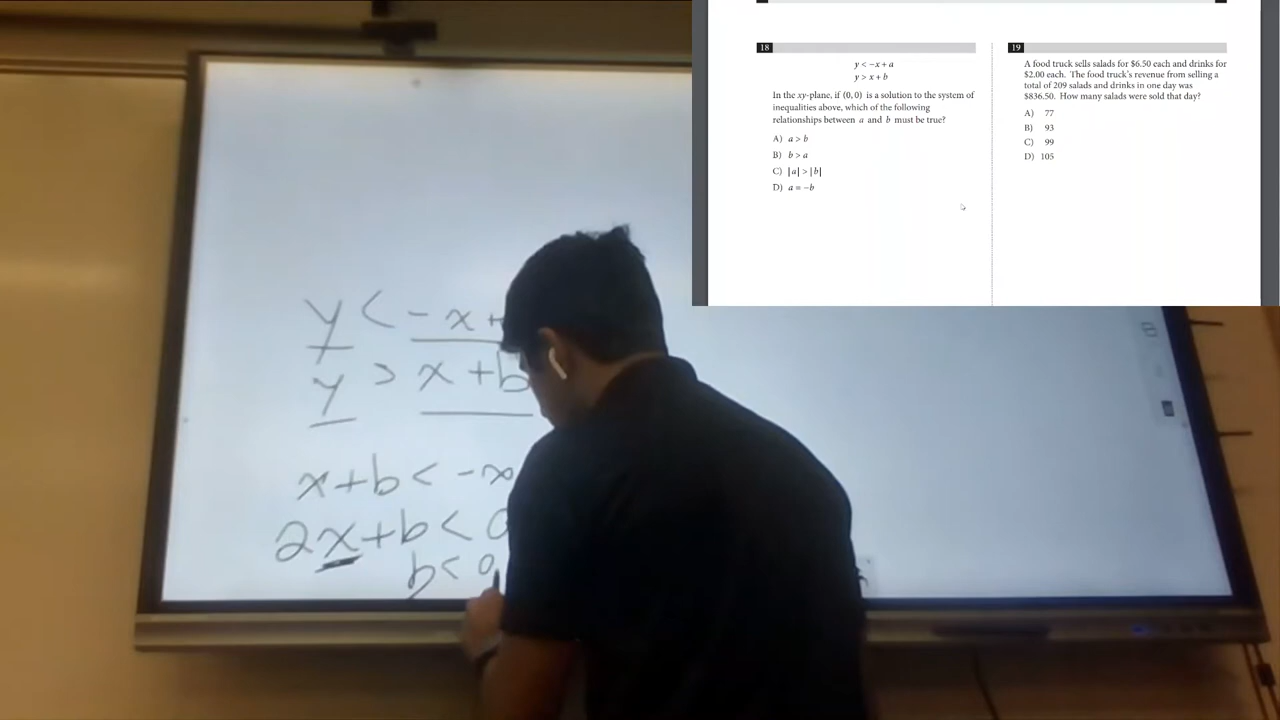 18
y < −x + a
y > x + b
In the xy-plane, if (0, 0) is a solution to the system of
inequalities above, which of the following
relationships between a and b must be true?
A) a > b
B) b > a
C) |a| > |b|
D) a = −b
19
A food truck sells salads for $6.50 each and drinks for
$2.00 each. The food truck's revenue from selling a
total of 209 salads and drinks in one day was
$836.50. How many salads were sold that day?
A) 77
B) 93
C) 99
D) 105
y < - x +
y > x + b
x + b < - x
2x + b < a
b < a